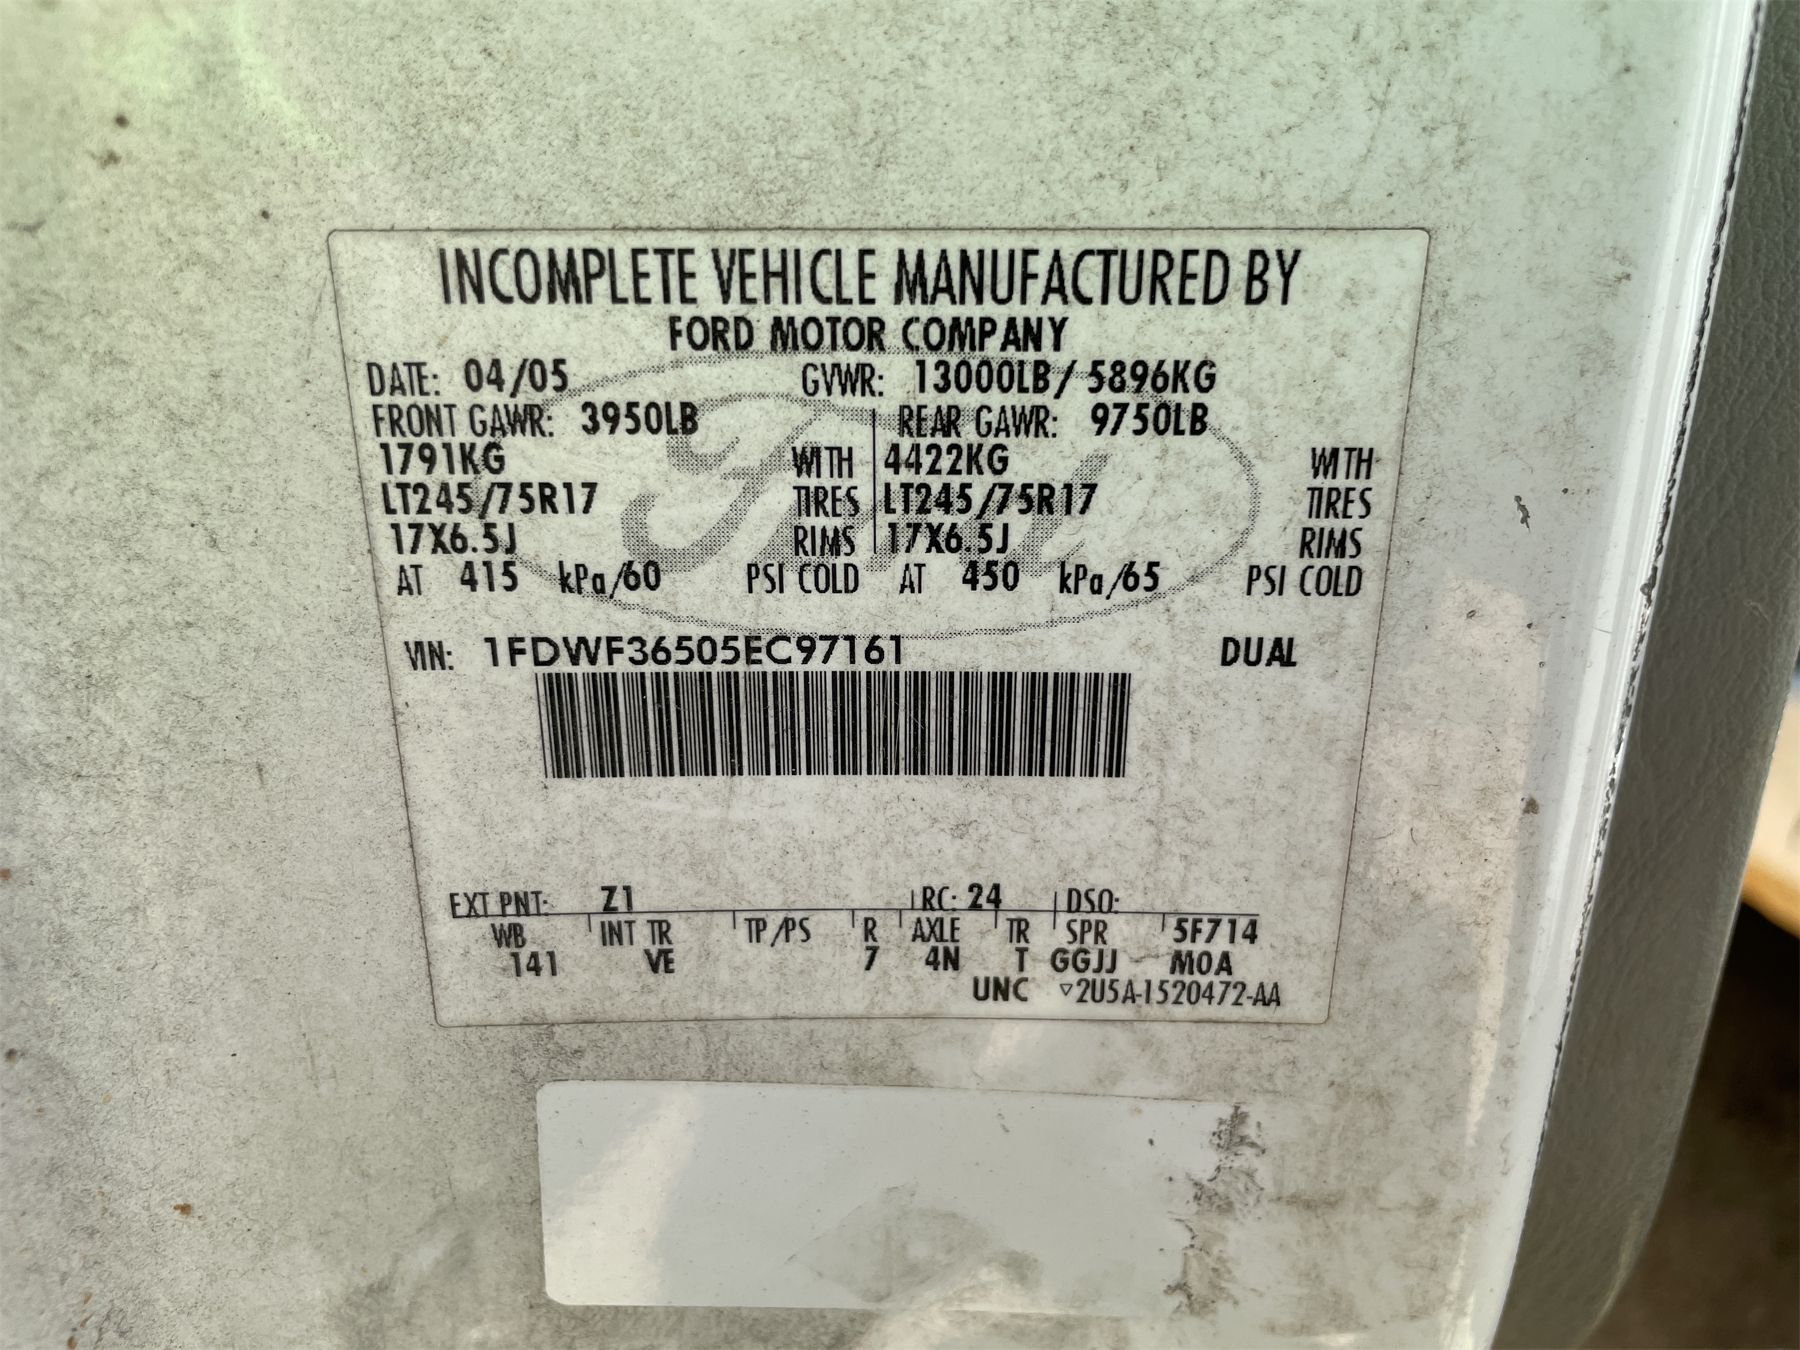 INCOMPLETE VEHICLE MANUFACTURED BY
FORD MOTOR COMPANY
DATE: 04/05 GVWR: 13000LB/ 5896KG
FRONT GAWR: 3950LB REAR GAWR: 9750LB
1791KG WITH 4422KG WITH
LT245/75R17 TIRES LT245/75R17 TIRES
17X6.5J RIMS 17X6.5J RIMS
AT 415 kPa/60 PSI COLD AT 450 kPa/65 PSI COLD
VIN: 1FDWF36505EC97161 DUAL
EXT PNT: Z1 RC: 24 DSO:
WB INT TR TP/PS R AXLE TR SPR 5F714
141 VE 7 4N T GGJJ M0A
UNC ▽2U5A-1520472-AA
Ford